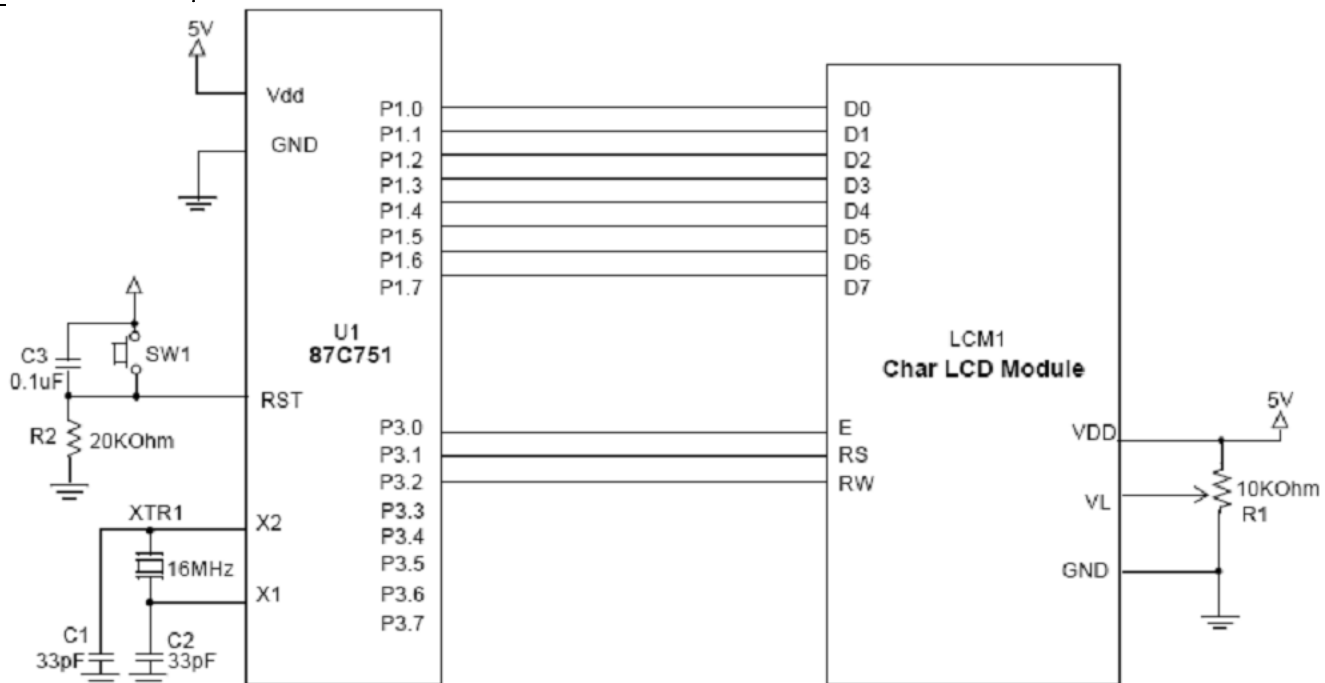 5V
Vdd
GND
P1.0
P1.1
P1.2
P1.3
P1.4
P1.5
P1.6
P1.7
U1
87C751
C3
0.1uF
SW1
RST
R2
20KOhm
XTR1
X2
16MHz
X1
C1
33pF
C2
33pF
P3.0
P3.1
P3.2
P3.3
P3.4
P3.5
P3.6
P3.7
D0
D1
D2
D3
D4
D5
D6
D7
LCM1
Char LCD Module
E
RS
RW
VDD
VL
GND
5V
10KOhm
R1